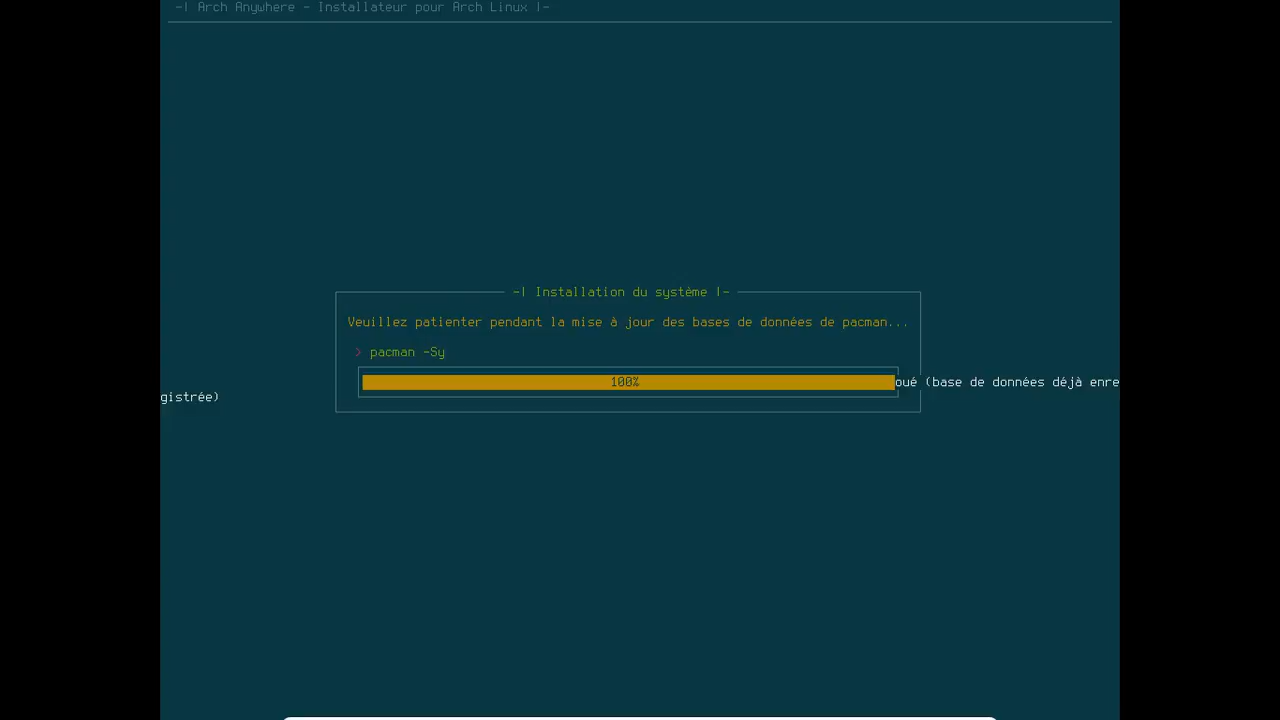 -| Arch Anywhere - Installateur pour Arch Linux |-
-| Installation du système |-
Veuillez patienter pendant la mise à jour des bases de données de pacman...
> pacman -Sy
100%
oué (base de données déjà enre
gistrée)